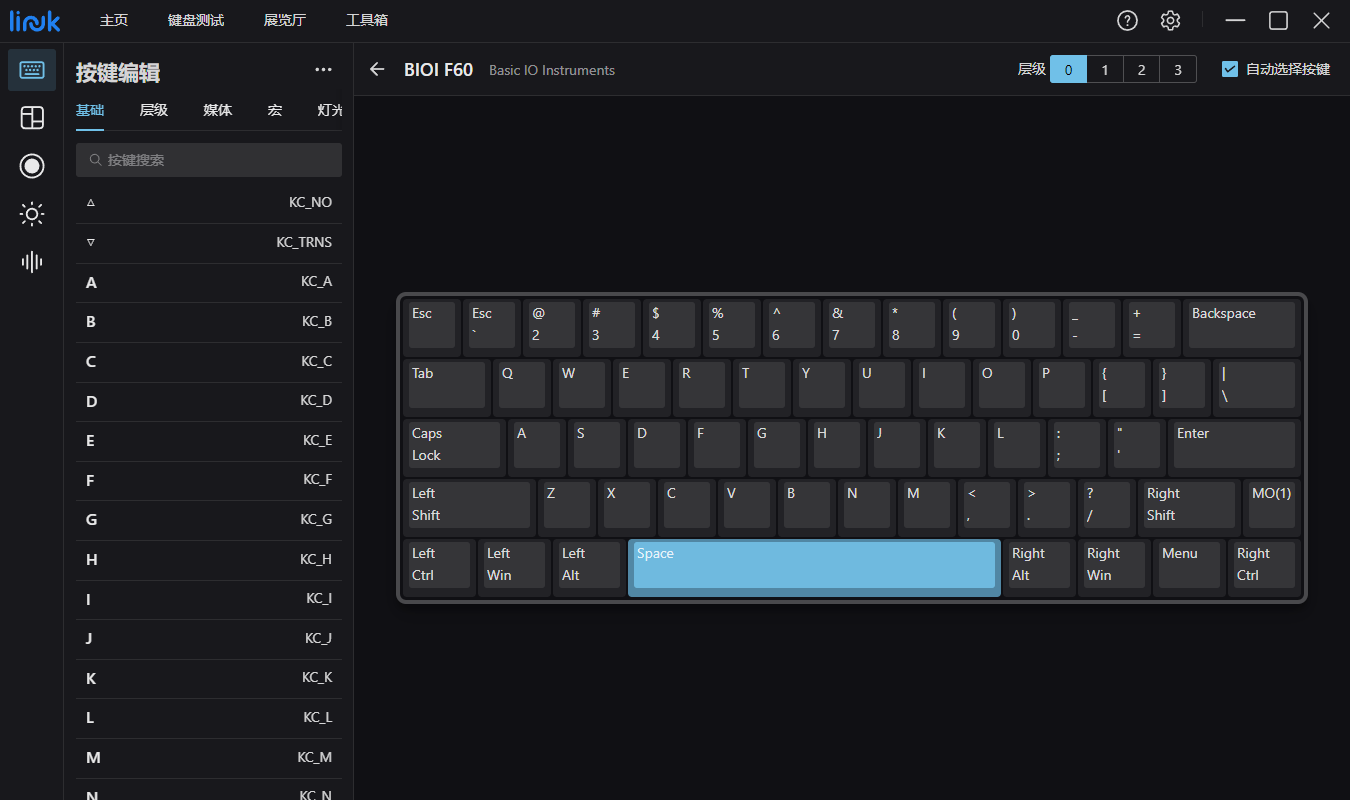 link 主页 键盘测试 展览厅 工具箱
按键编辑
基础 层级 媒体 宏 灯光
按键搜索
KC_NO
KC_TRNS
A KC_A
B KC_B
C KC_C
D KC_D
E KC_E
F KC_F
G KC_G
H KC_H
I KC_I
J KC_J
K KC_K
L KC_L
M KC_M
N KC_N
BIOI F60 Basic IO Instruments 层级 0 1 2 3 自动选择按键
Esc Esc @ # $ % ^ & * ( ) _ + Backspace
` 2 3 4 5 6 7 8 9 0 - =
Tab Q W E R T Y U I O P { } |
[ ] \
Caps A S D F G H J K L : " Enter
Lock ; '
Left Z X C V B N M < > ? Right MO(1)
Shift , . / Shift
Left Left Left Space Right Right Menu Right
Ctrl Win Alt Alt Win Ctrl